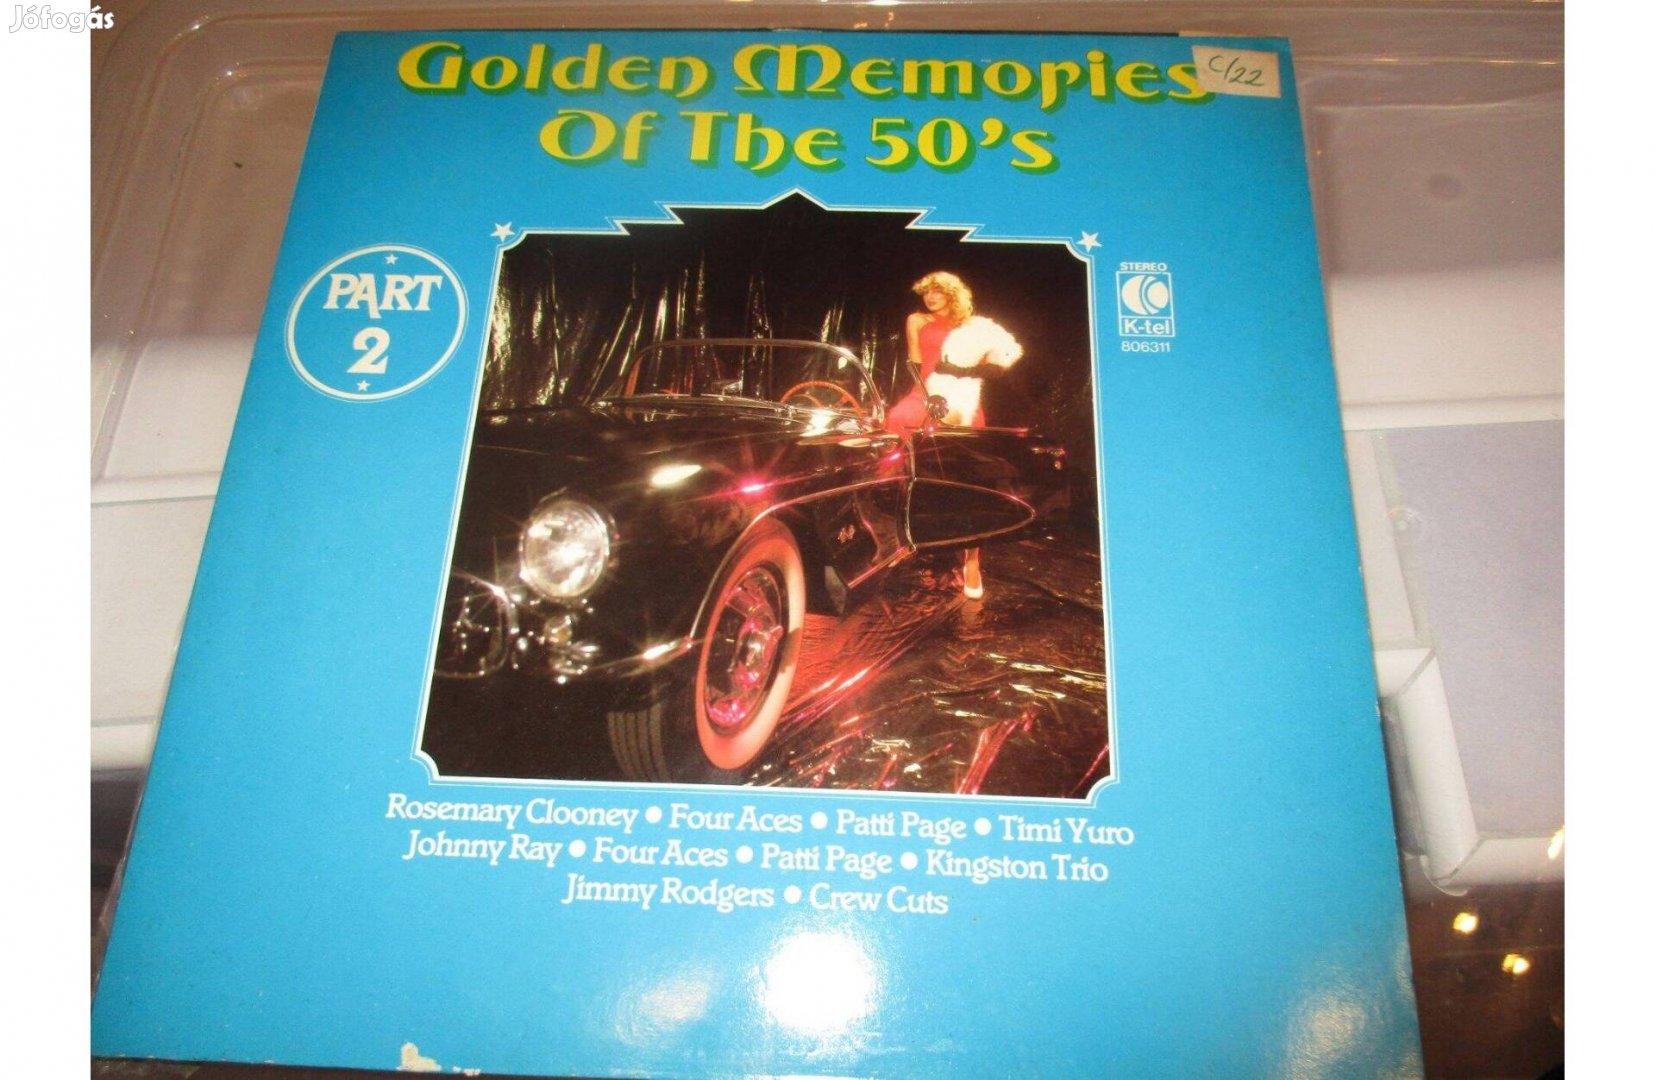 Jófogás
Golden Memories
Of The 50's
C/22
PART
2
STEREO
K-tel
806311
Rosemary Clooney • Four Aces • Patti Page • Timi Yuro
Johnny Ray • Four Aces • Patti Page • Kingston Trio
Jimmy Rodgers • Crew Cuts